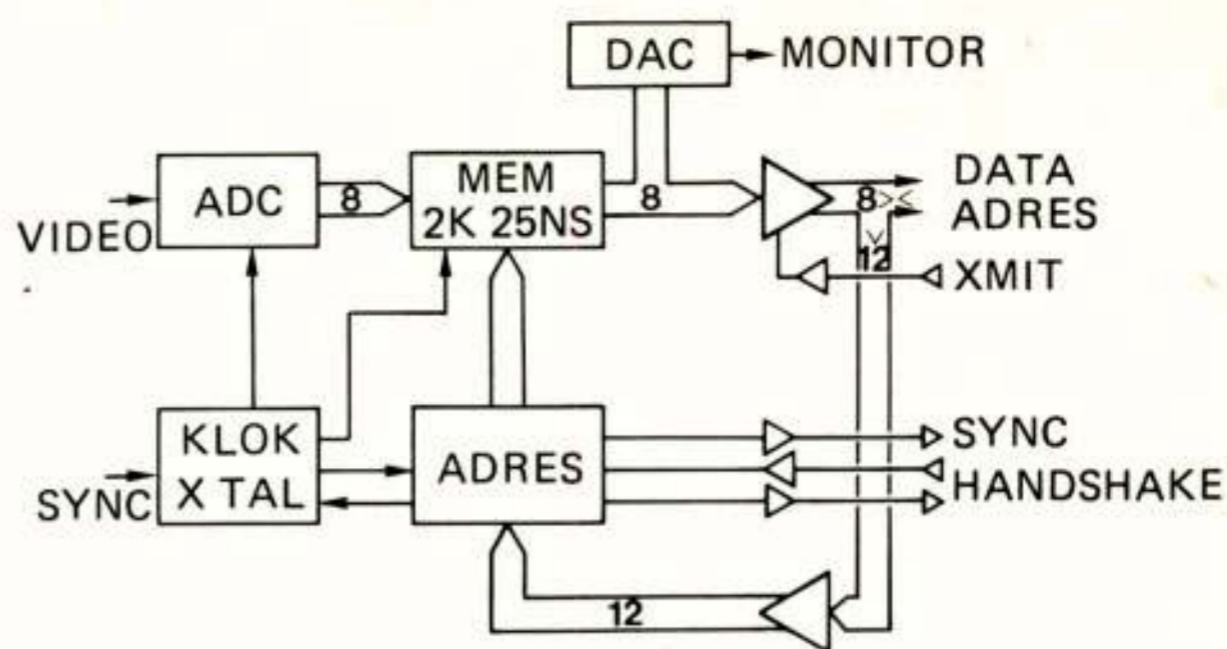 DAC
MONITOR
ADC
8
MEM
2K 25NS
8
8
DATA
ADRES
VIDEO
12
XMIT
KLOK
X TAL
ADRES
SYNC
HANDSHAKE
SYNC
12